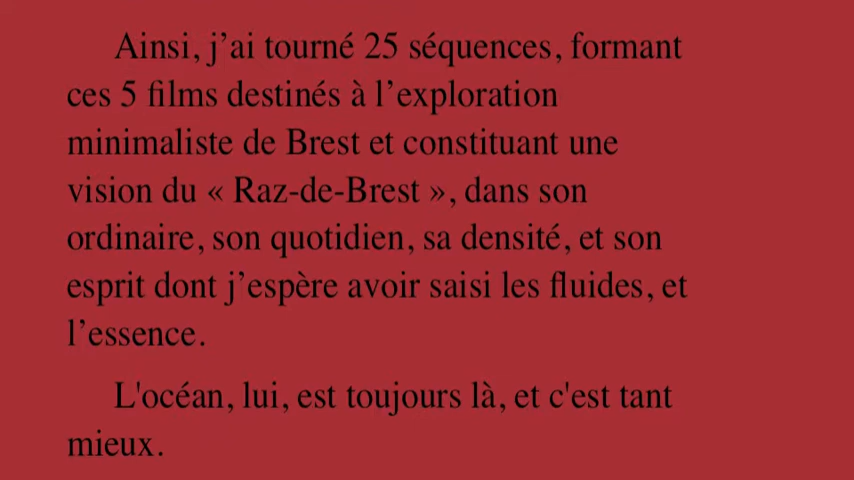 Ainsi, j’ai tourné 25 séquences, formant
ces 5 films destinés à l’exploration
minimaliste de Brest et constituant une
vision du « Raz-de-Brest », dans son
ordinaire, son quotidien, sa densité, et son
esprit dont j’espère avoir saisi les fluides, et
l’essence.
L'océan, lui, est toujours là, et c'est tant
mieux.